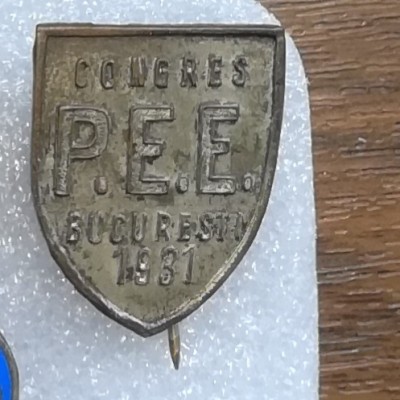 CONGRES
P.E.E.
BUCURESTI
1931